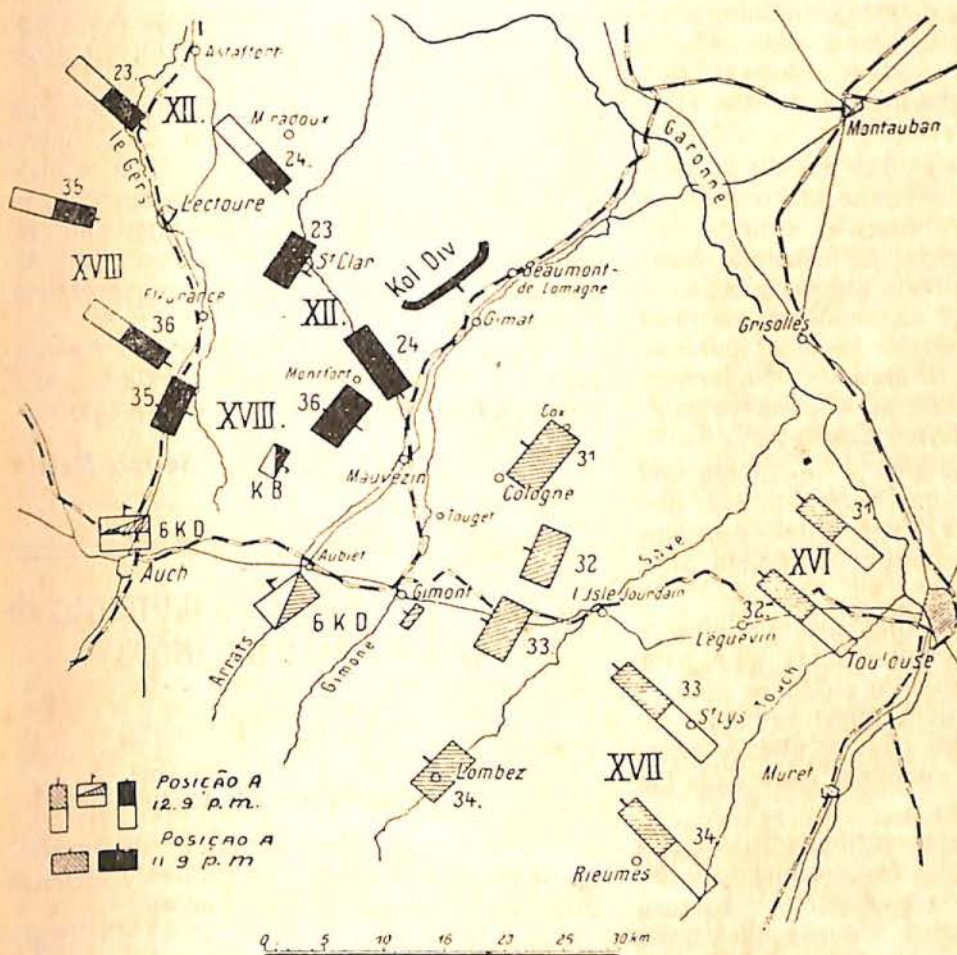 Astaffort
23.
XII.
Miradoux
24.
le Gers
Montauban
Garonne
35
Lectoure
23
St Clar
XVIII
Kol Div
Beaumont-
de Lomagne
Fleurance
36
XII.
Gimat
24
Grisolles
Montfort
35.
XVIII.
36.
Cox
31
K B
Mauvezin
Cologne
Touget
31
6 K D
32
Save
XVI
Auch
Aubiet
Gimont
l'Isle-Jourdain
32.
6 K D
33.
Léguevin
Toulouse
Arrats
Gimone
Touch
33
St Lys
XVII
Lombez
34.
Muret
34.
Rieumes
POSIÇÃO A
12.9 p.m.
POSIÇÃO A
11 9 p.m
0 5 10 16 23 25 30 km